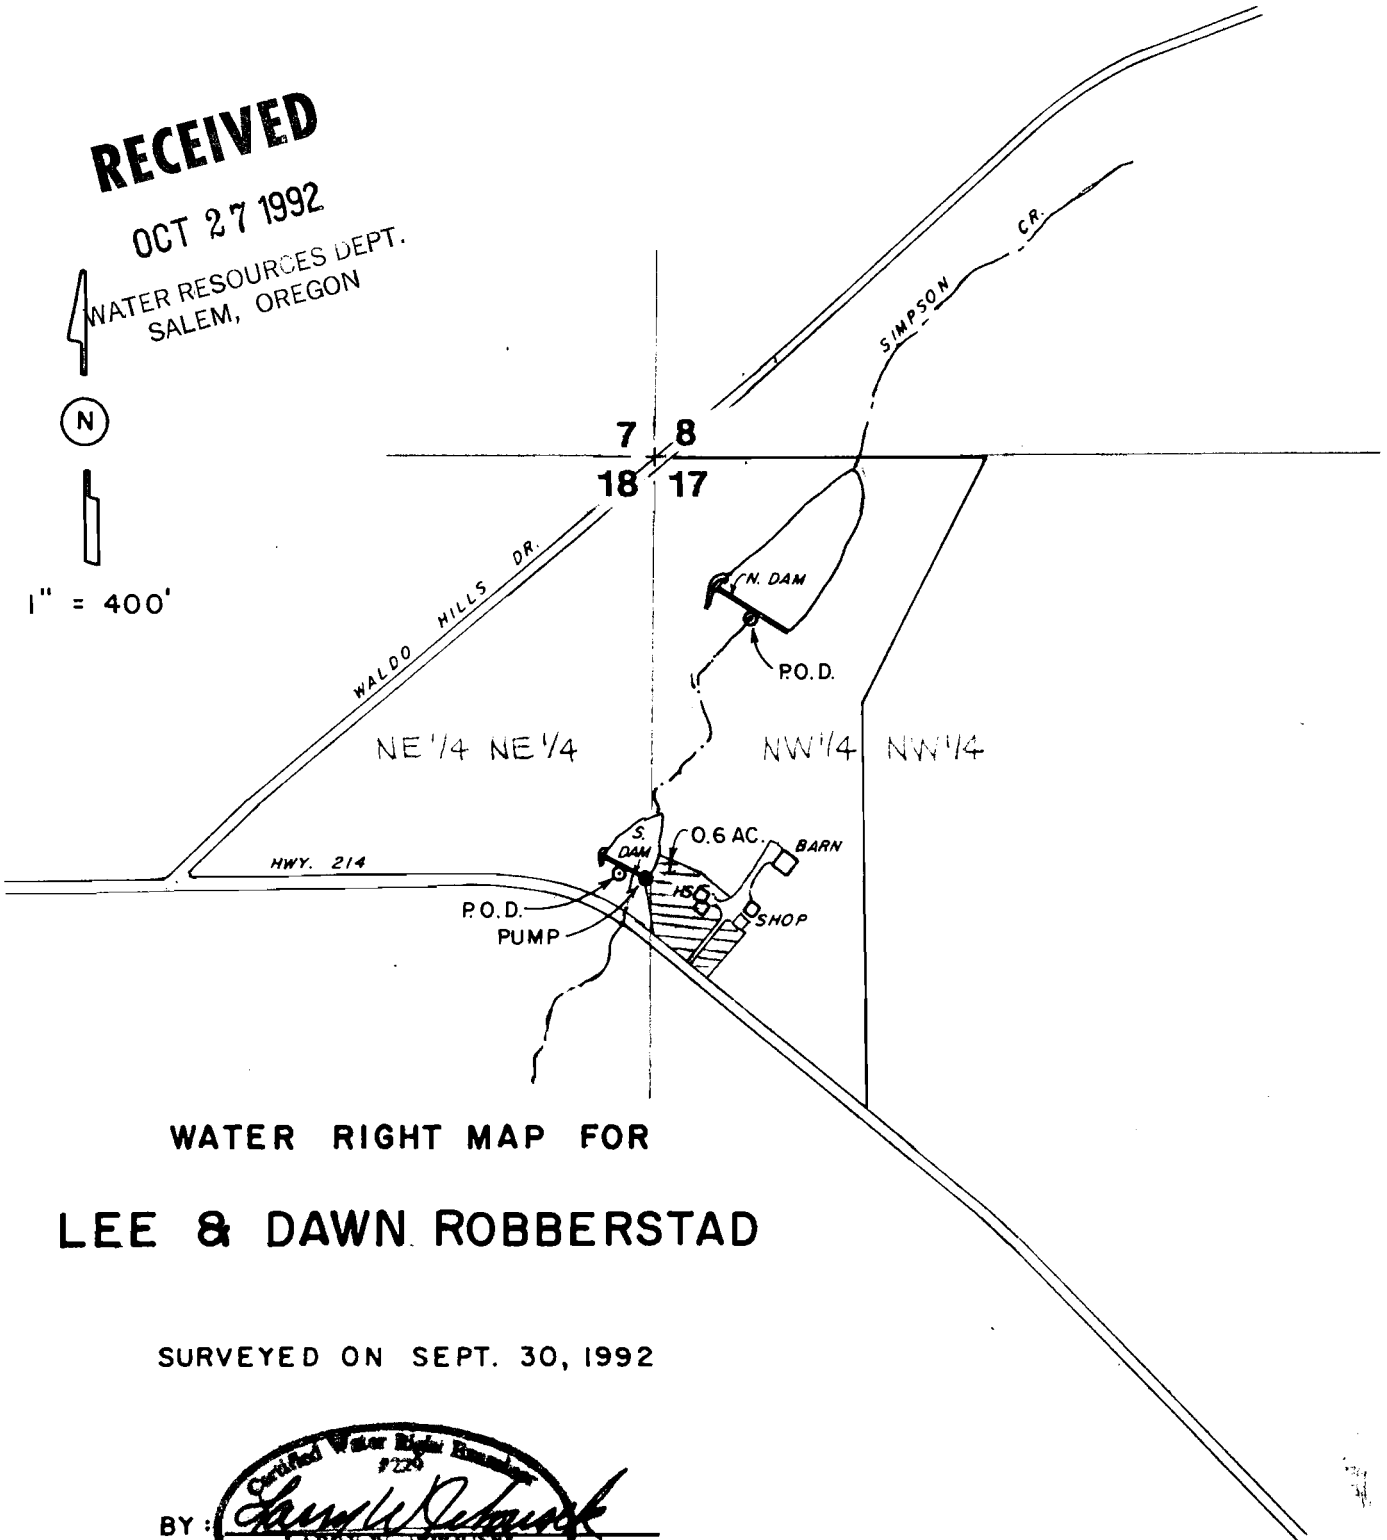 RECEIVED
OCT 27 1992
WATER RESOURCES DEPT.
SALEM, OREGON
N
1" = 400'
SIMPSON CR.
7 8
18 17
WALDO HILLS DR.
N. DAM
P.O.D.
NE 1/4 NE 1/4
NW 1/4 NW 1/4
S. DAM
0.6 AC.
BARN
HWY. 214
HS
P.O.D.
SHOP
PUMP
WATER RIGHT MAP FOR
LEE & DAWN ROBBERSTAD
SURVEYED ON SEPT. 30, 1992
Certified Water Right Examiner
#229
BY: Larry W.